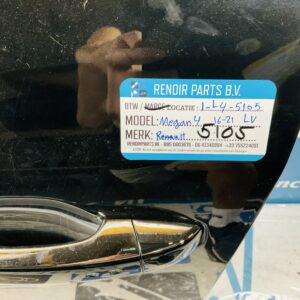 RENOIR PARTS B.V.
BTW / MARGE LOCATIE: 1-L4-5105
MODEL: Megan 4 16-21 LV
MERK: Renault 5105
RENOIRPARTS.NL